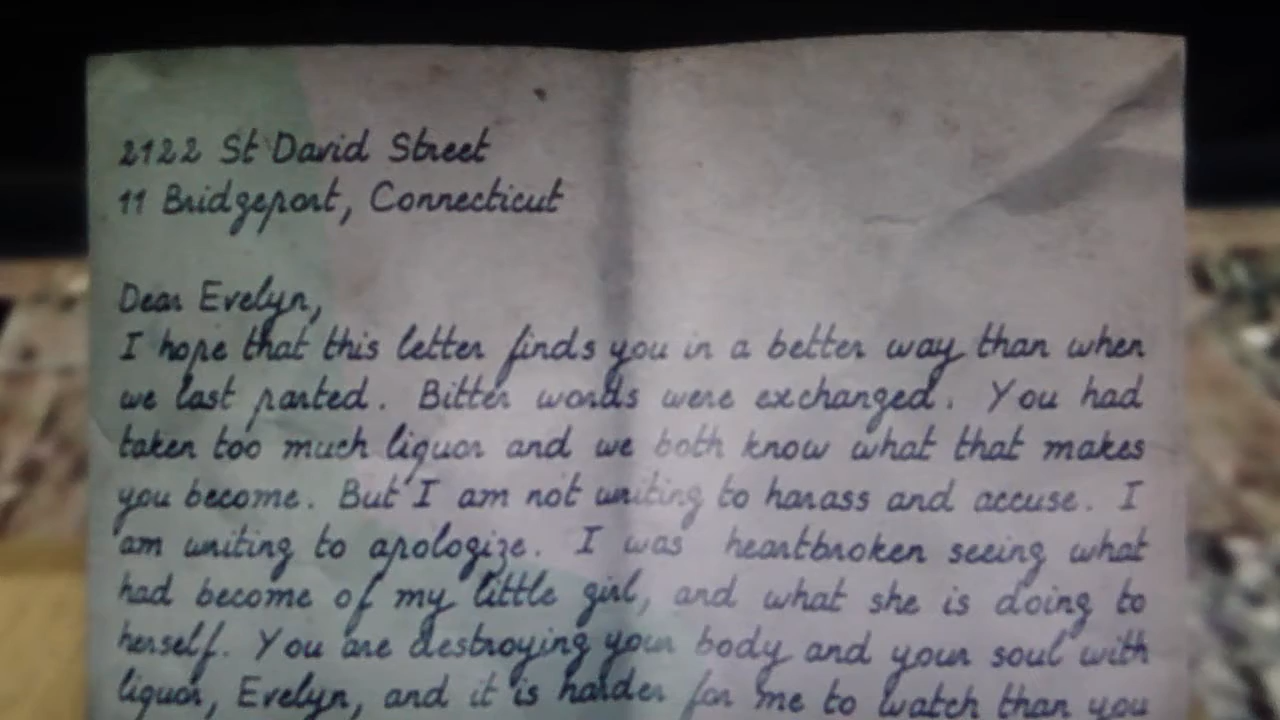 2122 St David Street
11 Bridgeport, Connecticut
Dear Evelyn,
I hope that this letter finds you in a better way than when
we last parted. Bitter words were exchanged. You had
taken too much liquor and we both know what that makes
you become. But I am not writing to harass and accuse. I
am writing to apologize. I was heartbroken seeing what
had become of my little girl, and what she is doing to
herself. You are destroying your body and your soul with
liquor, Evelyn, and it is harder for me to watch than you